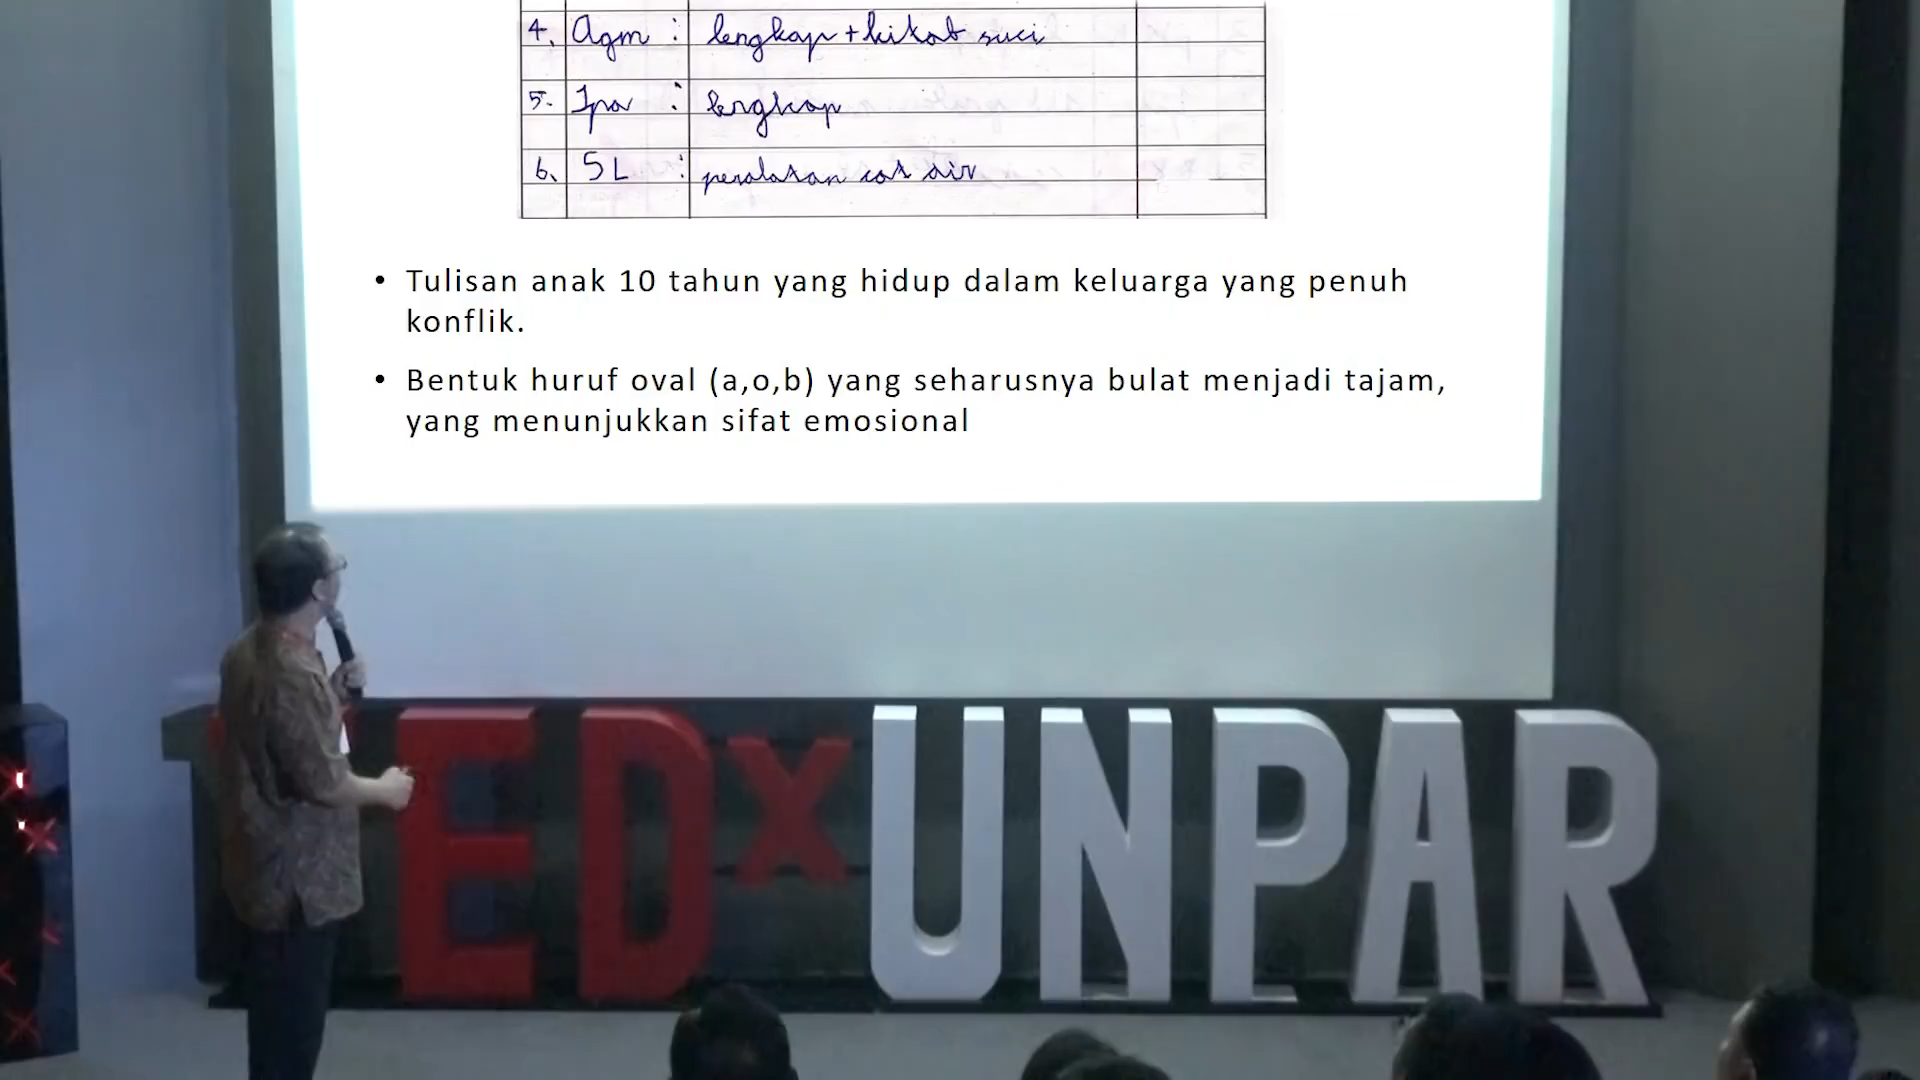 4. Agm : lengkap + kitab suci
5. Ipa : lengkap
6. SL : peralatan cat air
• Tulisan anak 10 tahun yang hidup dalam keluarga yang penuh
konflik.
• Bentuk huruf oval (a,o,b) yang seharusnya bulat menjadi tajam,
yang menunjukkan sifat emosional
TEDxUNPAR